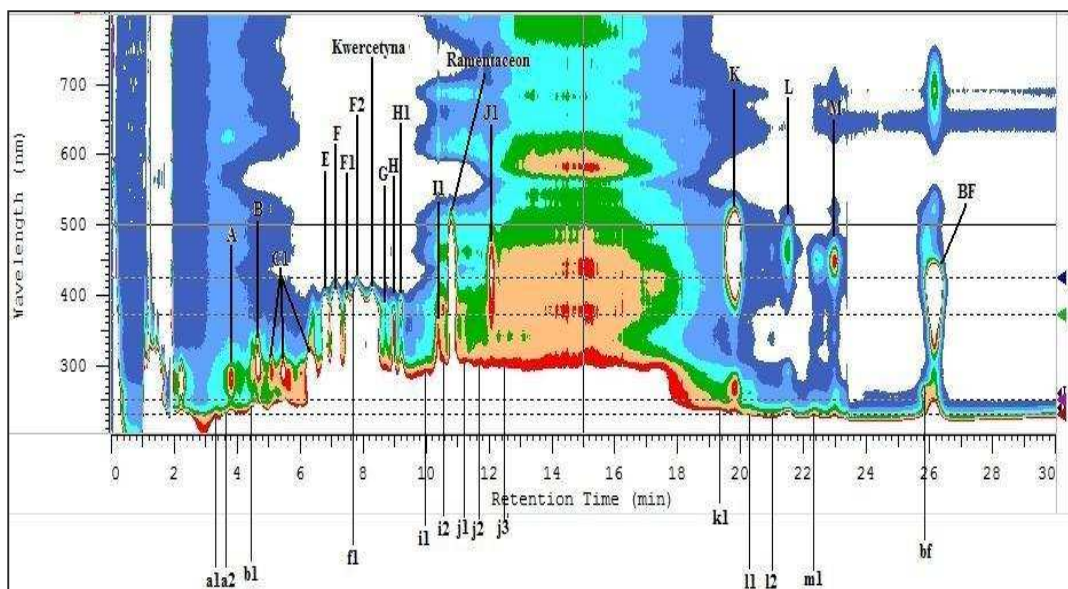 Kwercetyna
Ramentaceon
700
600
500
400
300
Wavelength (nm)
F2
H1
K
L
M
J1
E
F
F1
G
H
I1
B
A
C1
BF
0 2 4 6 8 10 12 14 16 18 20 22 24 26 28 30
Retention Time (min)
a1 a2 b1 f1 i1 i2 j1 j2 j3 k1 l1 l2 m1 bf